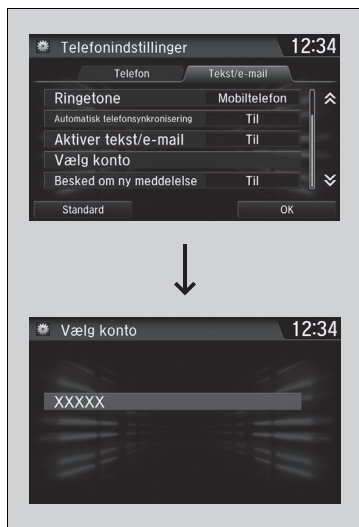 Telefonindstillinger 12:34
Telefon Tekst/e-mail
Ringetone Mobiltelefon
Automatisk telefonsynkronisering Til
Aktiver tekst/e-mail Til
Vælg konto
Besked om ny meddelelse Til
Standard OK
Vælg konto 12:34
XXXXX